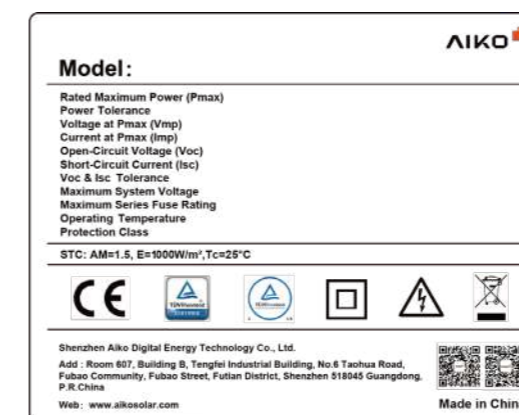 AIKO
Model:
Rated Maximum Power (Pmax)
Power Tolerance
Voltage at Pmax (Vmp)
Current at Pmax (Imp)
Open-Circuit Voltage (Voc)
Short-Circuit Current (Isc)
Voc & Isc Tolerance
Maximum System Voltage
Maximum Series Fuse Rating
Operating Temperature
Protection Class
STC: AM=1.5, E=1000W/m²,Tc=25°C
CE
Shenzhen Aiko Digital Energy Technology Co., Ltd.
Add : Room 607, Building B, Tengfei Industrial Building, No.6 Taohua Road,
Fubao Community, Fubao Street, Futian District, Shenzhen 518045 Guangdong,
P.R.China
Web: www.aikosolar.com
Made in Chin